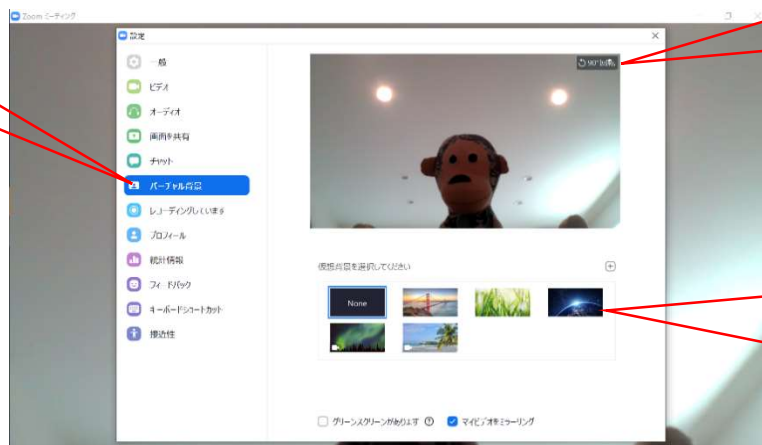 Zoom ミーティング
設定
一般
ビデオ
オーディオ
画面を共有
チャット
バーチャル背景
レコーディングしています
プロフィール
統計情報
フィードバック
キーボードショートカット
接近性
90°回転
仮想背景を選択してください
None
グリーンスクリーンがあります
マイビデオをミラーリング